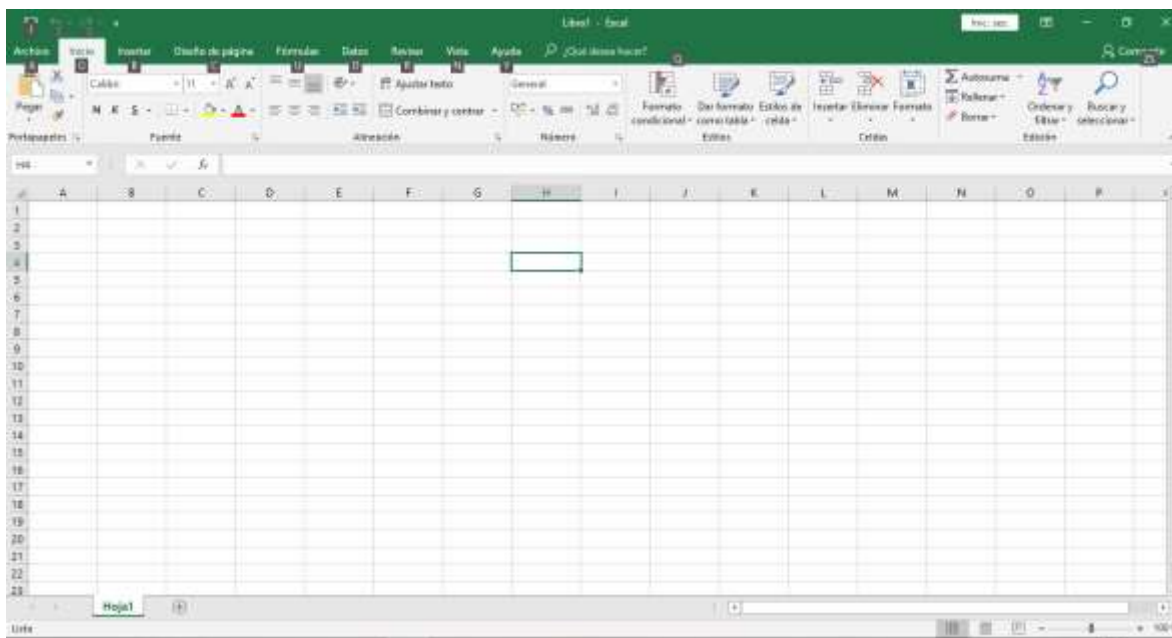 Libro1 - Excel
Inic. ses.
Archivo Inicio Insertar Diseño de página Fórmulas Datos Revisar Vista Ayuda ¿Qué desea hacer?
Pegar
Calibri 11
N K S
Ajustar texto
Combinar y centrar
General
Formato condicional
Dar formato como tabla
Estilos de celda
Insertar Eliminar Formato
Autosuma
Rellenar
Borrar
Ordenar y filtrar
Buscar y seleccionar
Portapapeles Fuente Alineación Número Estilos Celdas Edición
H4 fx
A B C D E F G H I J K L M N O P
1
2
3
4
5
6
7
8
9
10
11
12
13
14
15
16
17
18
19
20
21
22
23
Hoja1
Listo